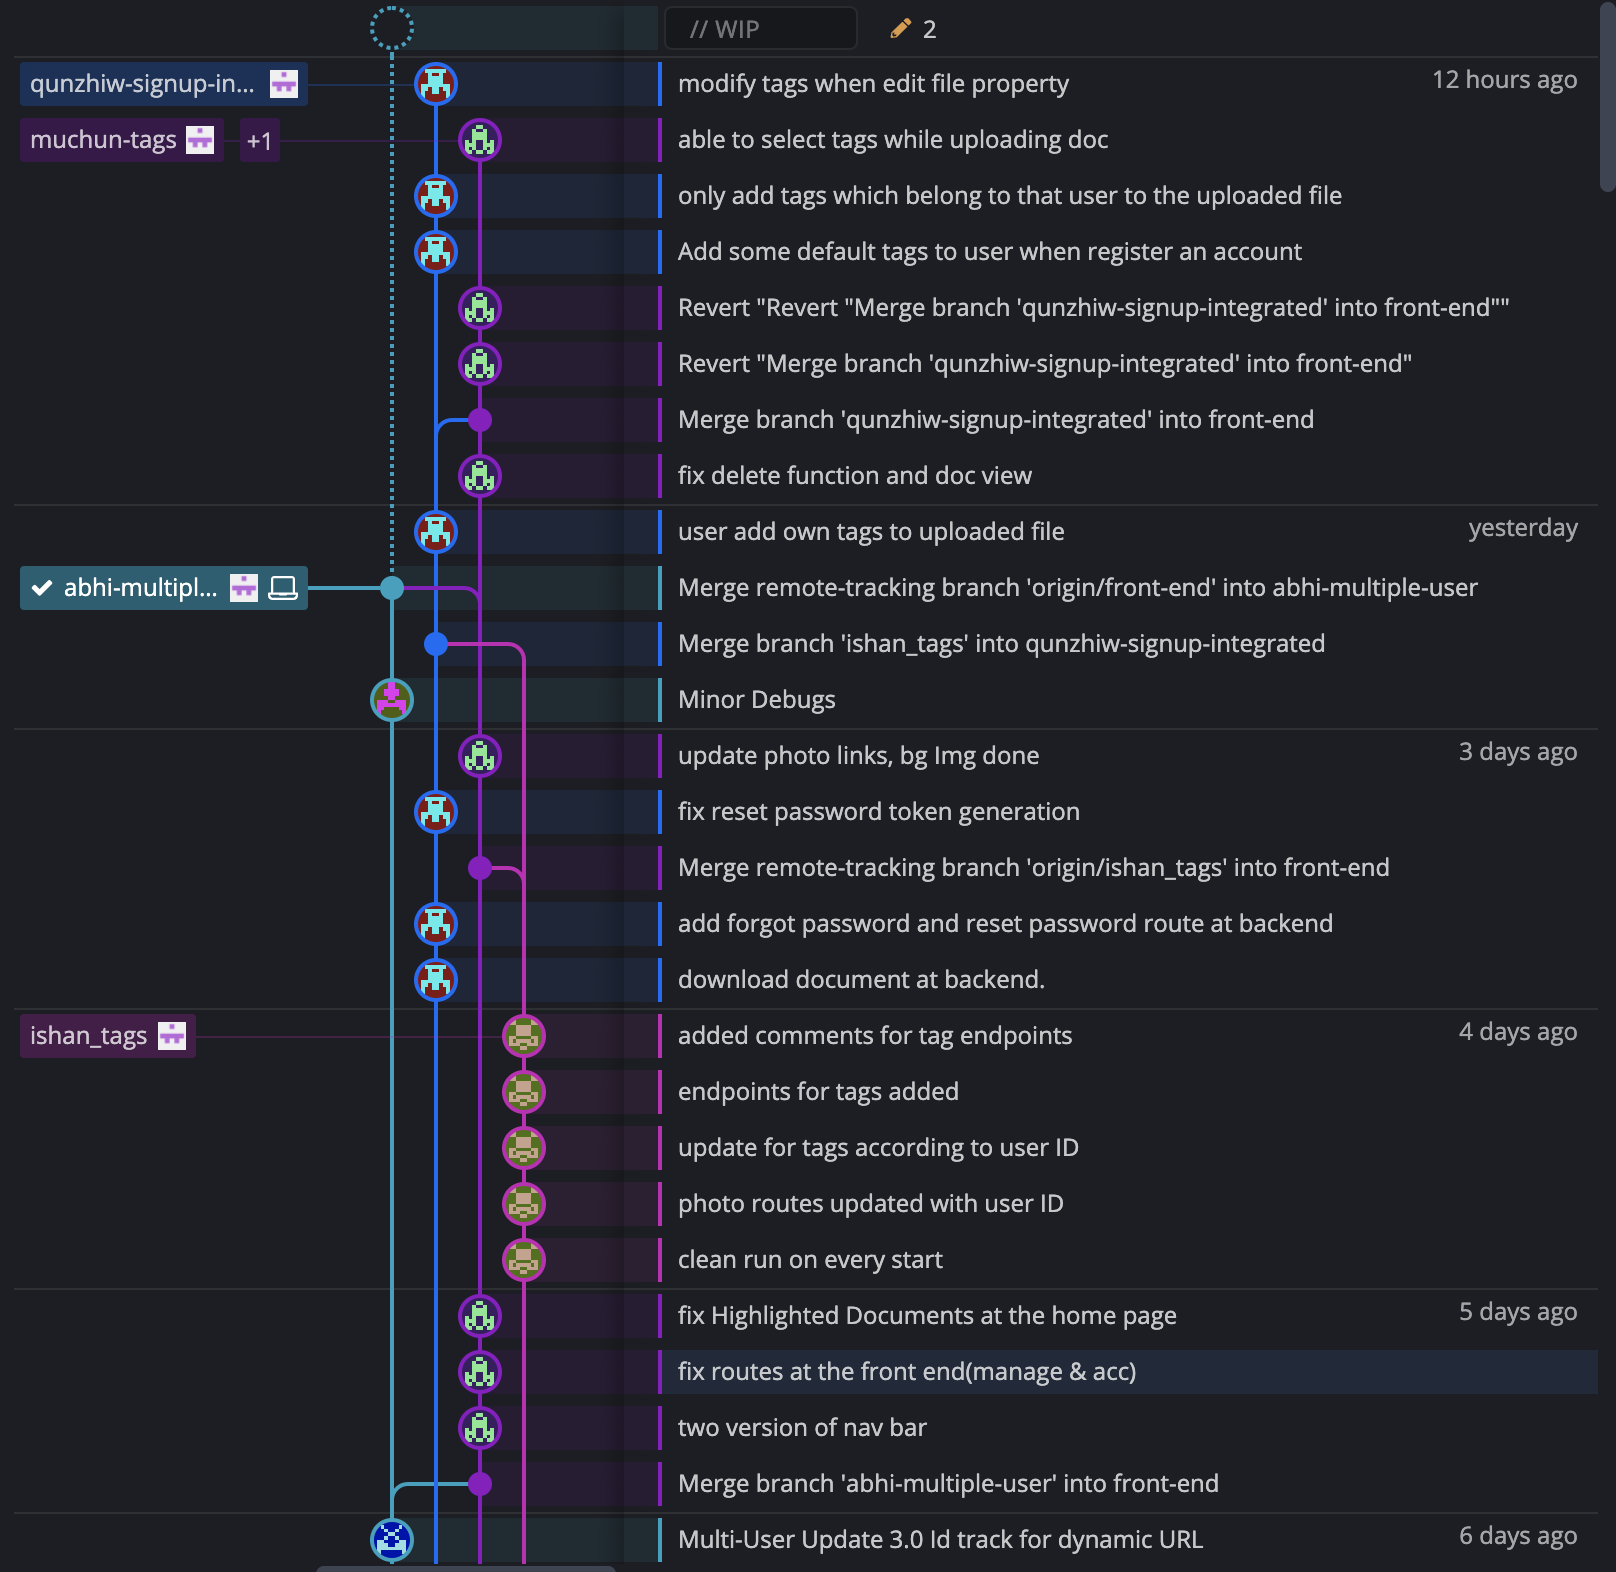 // WIP 2
qunzhiw-signup-in... modify tags when edit file property 12 hours ago
muchun-tags +1 able to select tags while uploading doc
only add tags which belong to that user to the uploaded file
Add some default tags to user when register an account
Revert "Revert "Merge branch 'qunzhiw-signup-integrated' into front-end""
Revert "Merge branch 'qunzhiw-signup-integrated' into front-end"
Merge branch 'qunzhiw-signup-integrated' into front-end
fix delete function and doc view
user add own tags to uploaded file yesterday
abhi-multipl... Merge remote-tracking branch 'origin/front-end' into abhi-multiple-user
Merge branch 'ishan_tags' into qunzhiw-signup-integrated
Minor Debugs
update photo links, bg Img done 3 days ago
fix reset password token generation
Merge remote-tracking branch 'origin/ishan_tags' into front-end
add forgot password and reset password route at backend
download document at backend.
ishan_tags added comments for tag endpoints 4 days ago
endpoints for tags added
update for tags according to user ID
photo routes updated with user ID
clean run on every start
fix Highlighted Documents at the home page 5 days ago
fix routes at the front end(manage & acc)
two version of nav bar
Merge branch 'abhi-multiple-user' into front-end
Multi-User Update 3.0 Id track for dynamic URL 6 days ago